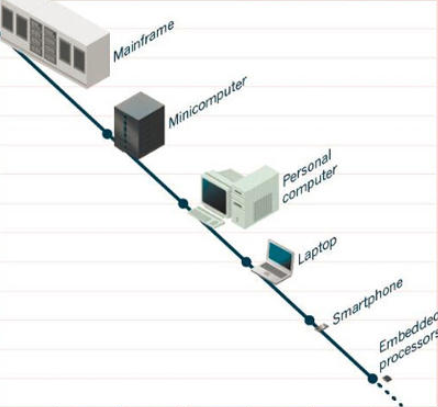 Mainframe
Minicomputer
Personal
computer
Laptop
Smartphone
Embedded
processors